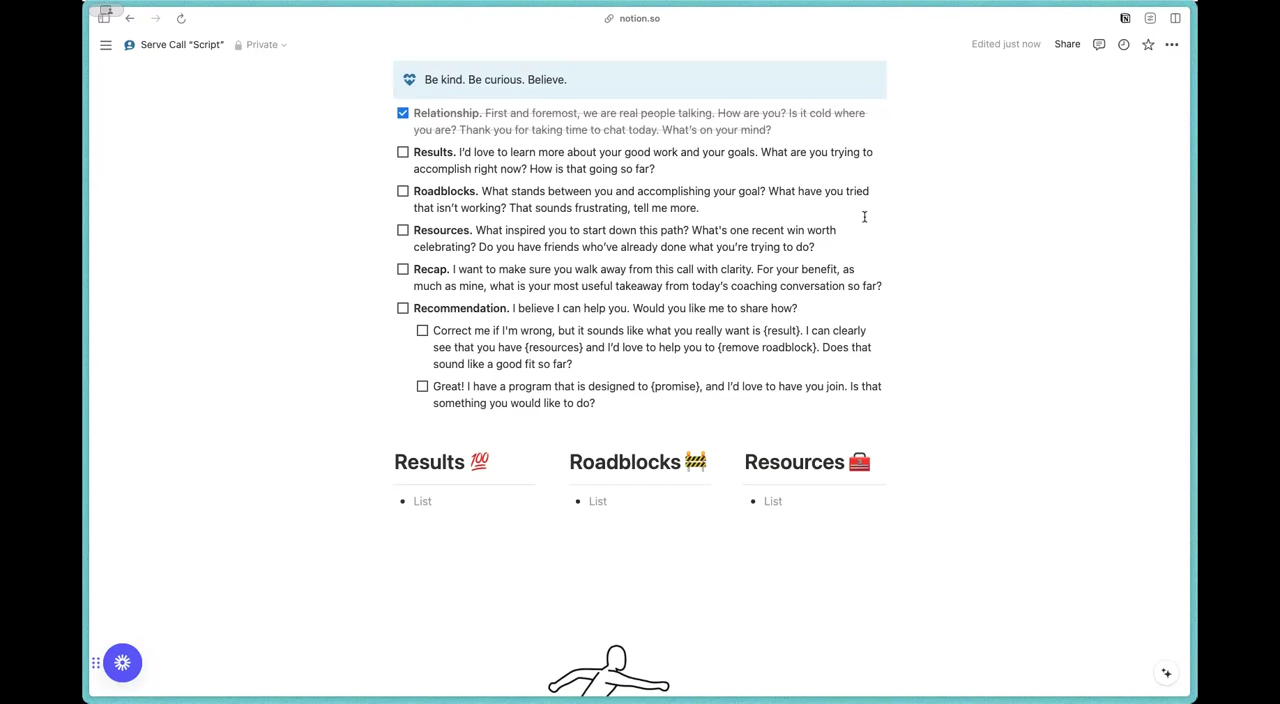 notion.so
Serve Call “Script” Private
Edited just now Share
Be kind. Be curious. Believe.
Relationship. First and foremost, we are real people talking. How are you? Is it cold where
you are? Thank you for taking time to chat today. What’s on your mind?
Results. I’d love to learn more about your good work and your goals. What are you trying to
accomplish right now? How is that going so far?
Roadblocks. What stands between you and accomplishing your goal? What have you tried
that isn’t working? That sounds frustrating, tell me more.
Resources. What inspired you to start down this path? What's one recent win worth
celebrating? Do you have friends who’ve already done what you’re trying to do?
Recap. I want to make sure you walk away from this call with clarity. For your benefit, as
much as mine, what is your most useful takeaway from today’s coaching conversation so far?
Recommendation. I believe I can help you. Would you like me to share how?
Correct me if I'm wrong, but it sounds like what you really want is {result}. I can clearly
see that you have {resources} and I’d love to help you to {remove roadblock}. Does that
sound like a good fit so far?
Great! I have a program that is designed to {promise}, and I’d love to have you join. Is that
something you would like to do?
Results 💯 Roadblocks 🚧 Resources 🧰
• List • List • List